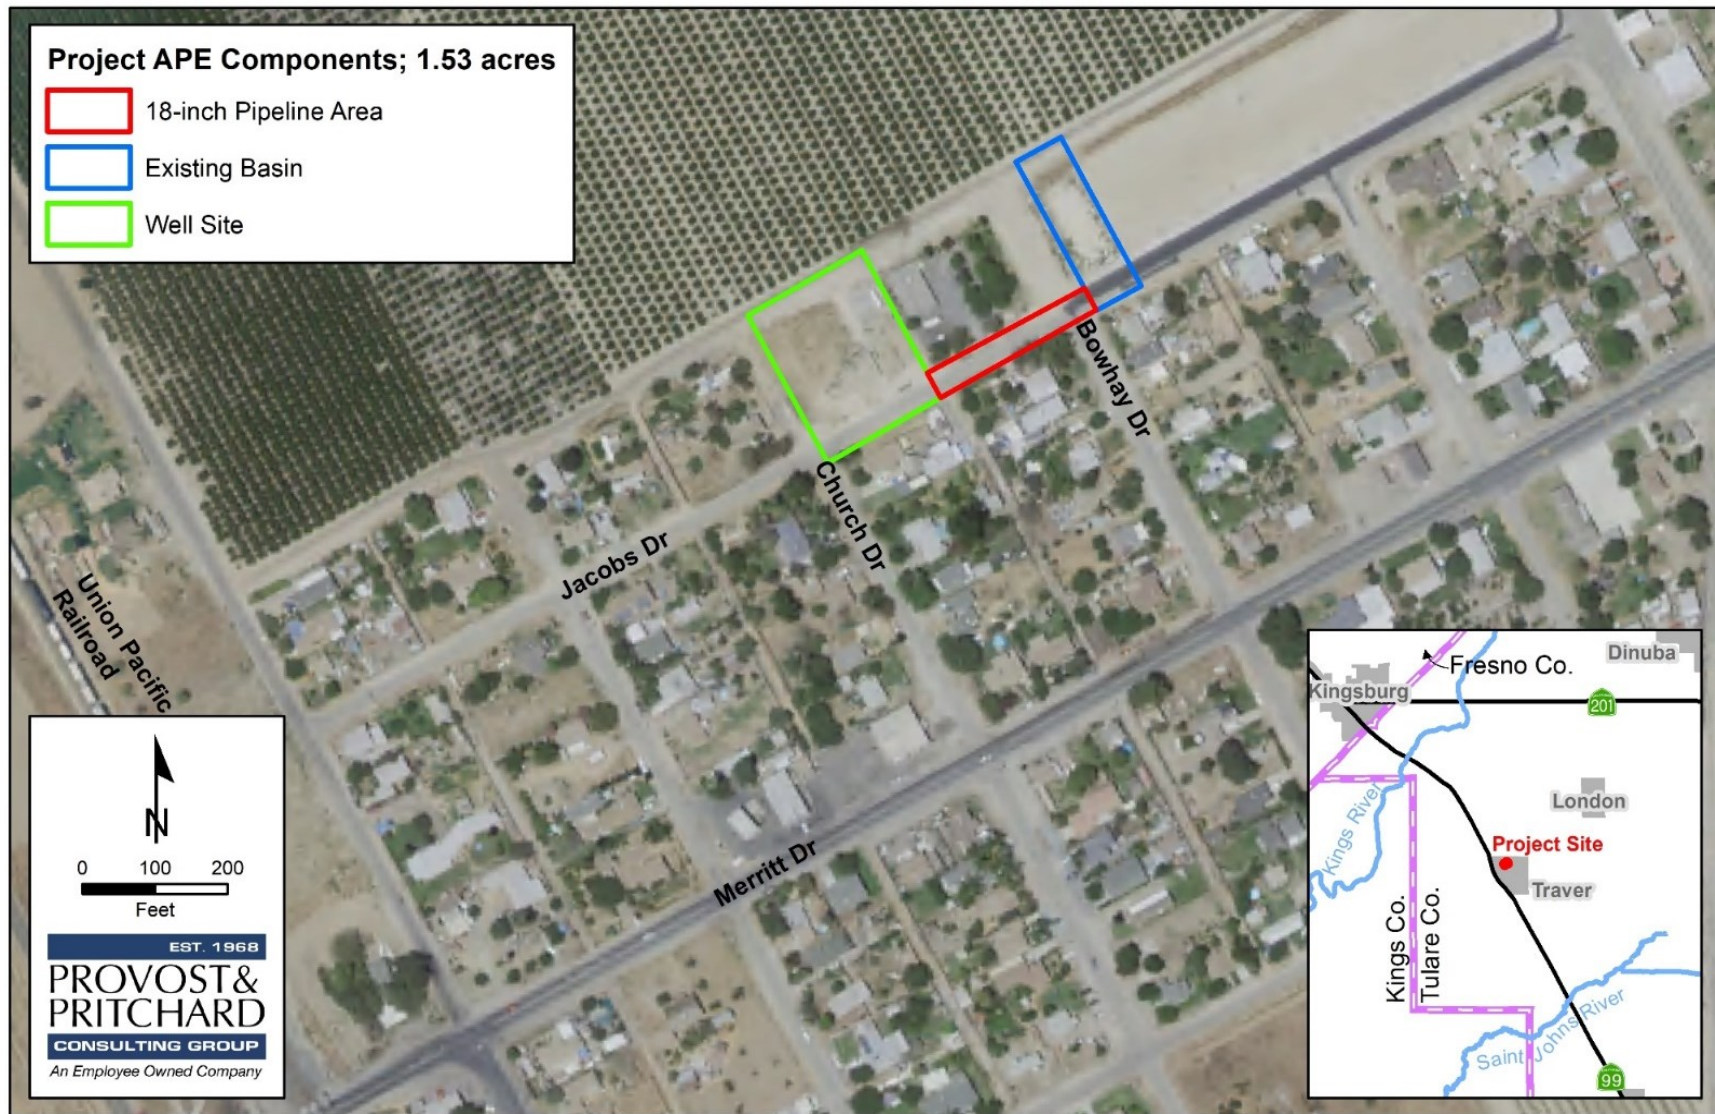 Project APE Components; 1.53 acres
18-inch Pipeline Area
Existing Basin
Well Site
Bowhay Dr
Church Dr
Jacobs Dr
Merritt Dr
Union Pacific
Railroad
N
0 100 200
Feet
EST. 1968
PROVOST&
PRITCHARD
CONSULTING GROUP
An Employee Owned Company
Fresno Co.
Dinuba
Kingsburg
201
Kings River
London
Project Site
Traver
Kings Co.
Tulare Co.
Saint Johns River
99